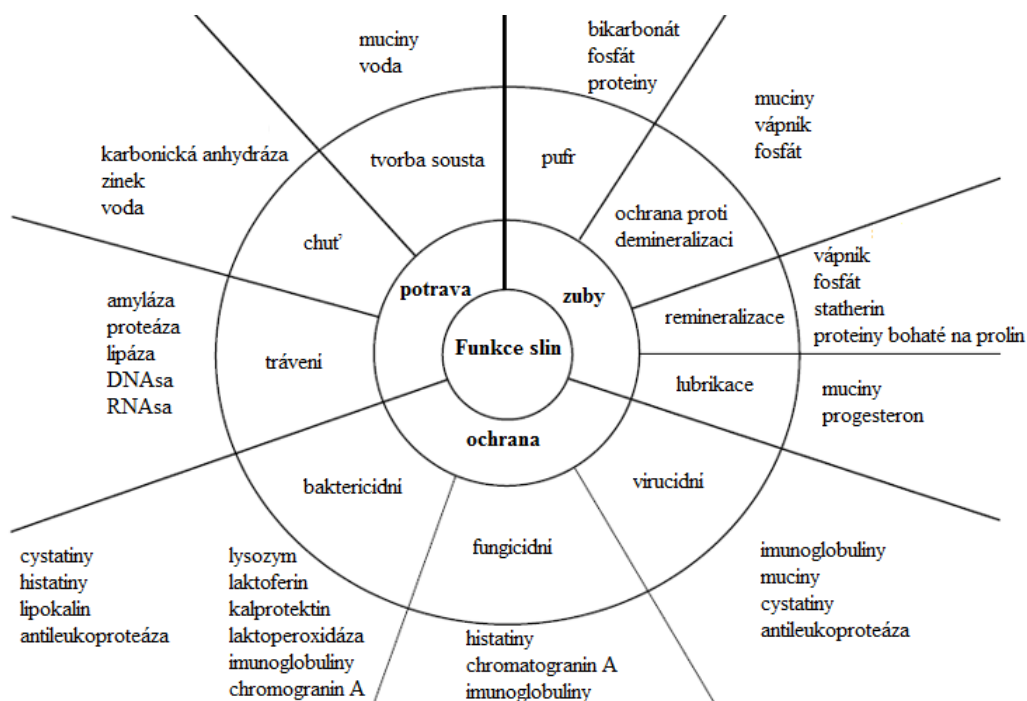 muciny
voda
bikarbonát
fosfát
proteiny
muciny
vápník
fosfát
karbonická anhydráza
zinek
voda
tvorba sousta
pufr
ochrana proti
demineralizaci
chuť
vápník
fosfát
statherin
proteiny bohaté na prolin
potrava
zuby
remineralizace
amyláza
proteáza
lipáza
DNAsa
RNAsa
trávení
Funkce slin
lubrikace
muciny
progesteron
ochrana
baktericidní
virucidní
fungicidní
cystatiny
histatiny
lipokalin
antileukoproteáza
lysozym
laktoferin
kalprotektin
laktoperoxidáza
imunoglobuliny
chromogranin A
histatiny
chromatogranin A
imunoglobuliny
imunoglobuliny
muciny
cystatiny
antileukoproteáza